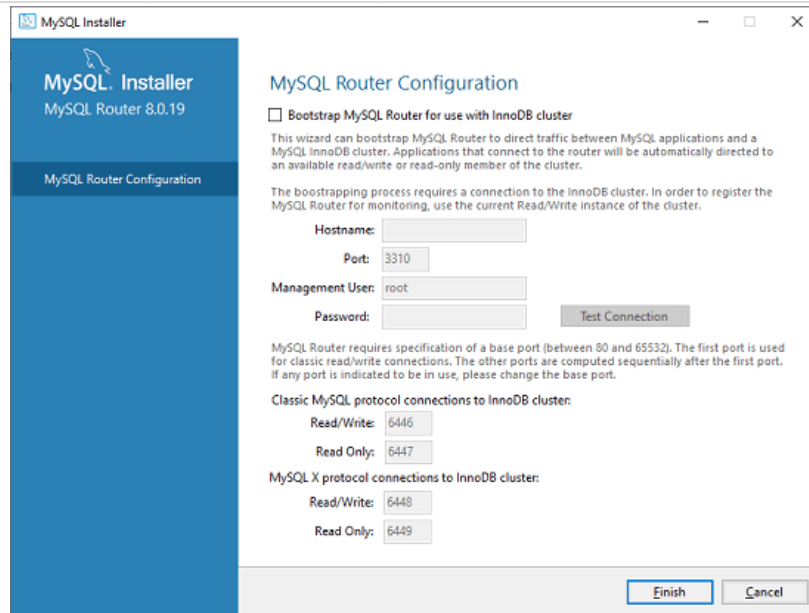 MySQL Installer
MySQL. Installer
MySQL Router 8.0.19
MySQL Router Configuration
MySQL Router Configuration
Bootstrap MySQL Router for use with InnoDB cluster
This wizard can bootstrap MySQL Router to direct traffic between MySQL applications and a
MySQL InnoDB cluster. Applications that connect to the router will be automatically directed to
an available read/write or read-only member of the cluster.
The boostrapping process requires a connection to the InnoDB cluster. In order to register the
MySQL Router for monitoring, use the current Read/Write instance of the cluster.
Hostname:
Port: 3310
Management User: root
Password: Test Connection
MySQL Router requires specification of a base port (between 80 and 65532). The first port is used
for classic read/write connections. The other ports are computed sequentially after the first port.
If any port is indicated to be in use, please change the base port.
Classic MySQL protocol connections to InnoDB cluster:
Read/Write: 6446
Read Only: 6447
MySQL X protocol connections to InnoDB cluster:
Read/Write: 6448
Read Only: 6449
Finish Cancel